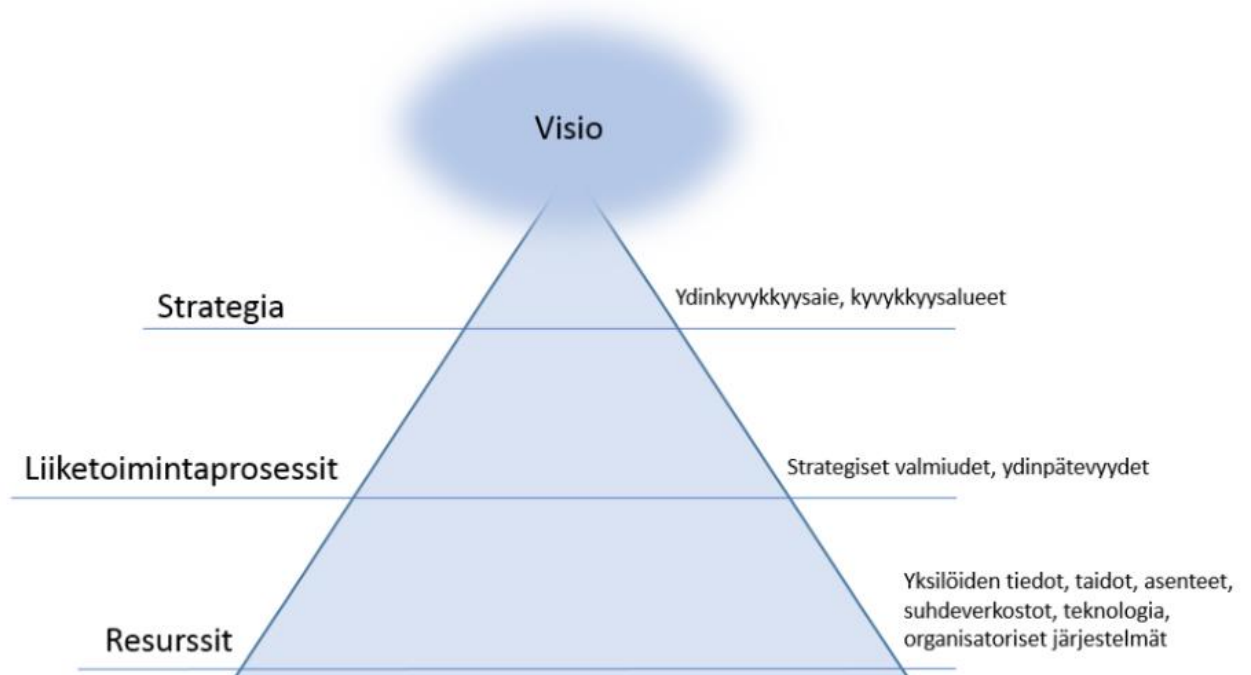 Visio
Strategia
Ydinkyvykkyysaie, kyvykkyysalueet
Liiketoimintaprosessit
Strategiset valmiudet, ydinpätevyydet
Yksilöiden tiedot, taidot, asenteet,
suhdeverkostot, teknologia,
organisatoriset järjestelmät
Resurssit